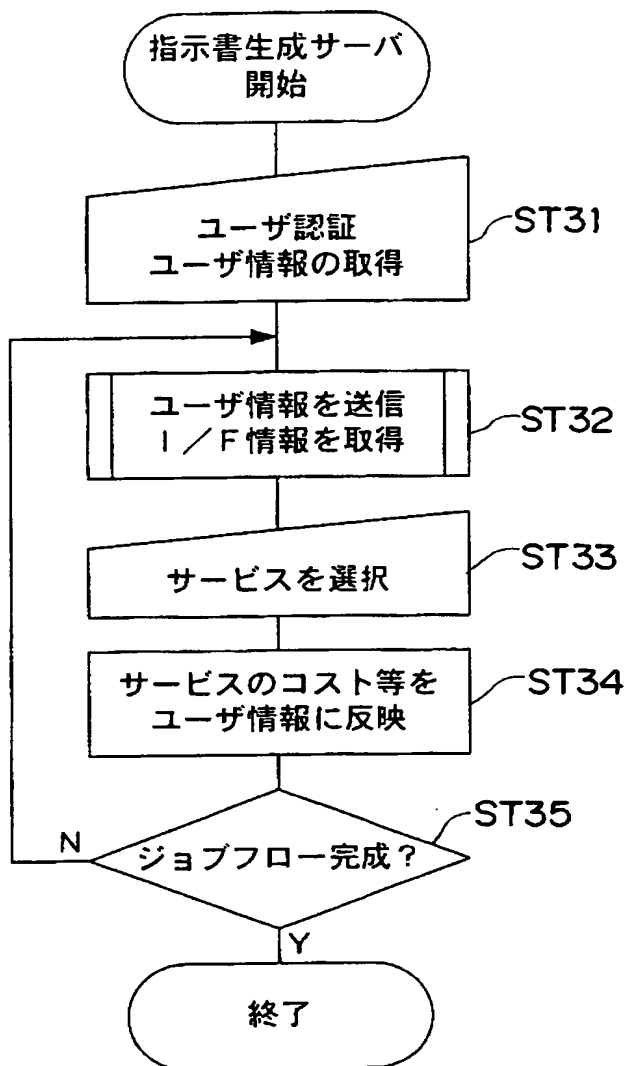 指示書生成サーバ
開始
ユーザ認証
ユーザ情報の取得
ST31
ユーザ情報を送信
I/F情報を取得
ST32
サービスを選択
ST33
サービスのコスト等を
ユーザ情報に反映
ST34
ジョブフロー完成?
ST35
N
Y
終了